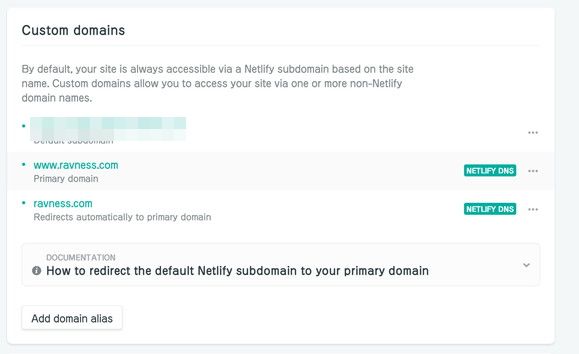 Custom domains
By default, your site is always accessible via a Netlify subdomain based on the site
name. Custom domains allow you to access your site via one or more non-Netlify
domain names.
Default subdomain
www.ravness.com
NETLIFY DNS
Primary domain
ravness.com
NETLIFY DNS
Redirects automatically to primary domain
DOCUMENTATION
How to redirect the default Netlify subdomain to your primary domain
Add domain alias